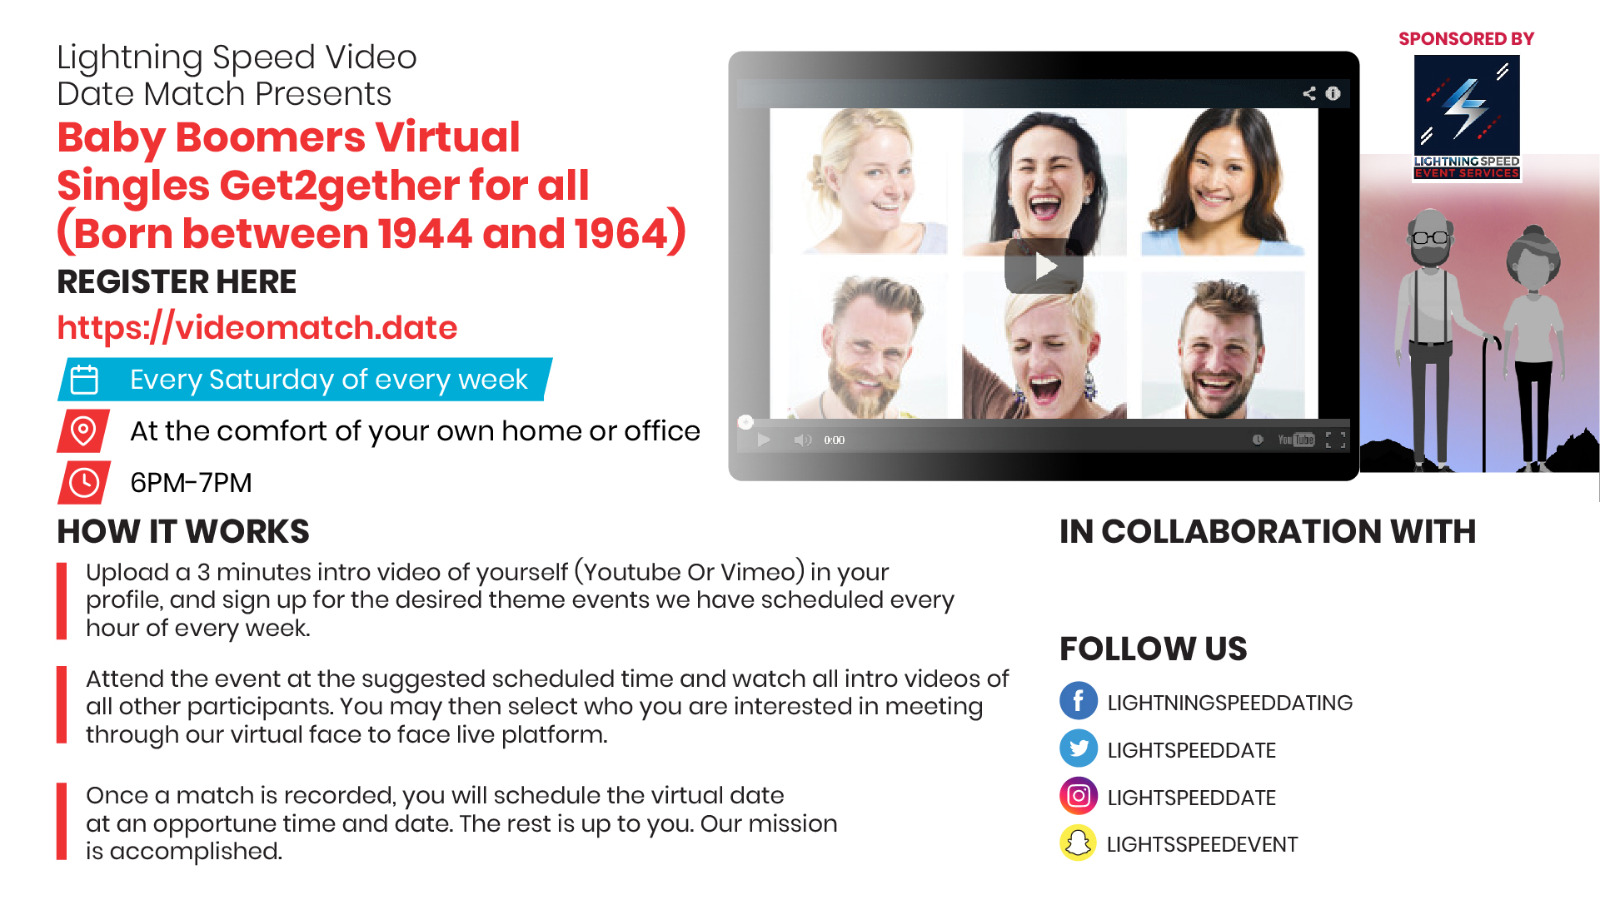 Lightning Speed Video
Date Match Presents
Baby Boomers Virtual
Singles Get2gether for all
(Born between 1944 and 1964)
REGISTER HERE
https://videomatch.date
Every Saturday of every week
At the comfort of your own home or office
6PM-7PM
0:00
YouTube
SPONSORED BY
LIGHTNING SPEED
EVENT SERVICES
HOW IT WORKS
Upload a 3 minutes intro video of yourself (Youtube Or Vimeo) in your
profile, and sign up for the desired theme events we have scheduled every
hour of every week.
Attend the event at the suggested scheduled time and watch all intro videos of
all other participants. You may then select who you are interested in meeting
through our virtual face to face live platform.
Once a match is recorded, you will schedule the virtual date
at an opportune time and date. The rest is up to you. Our mission
is accomplished.
IN COLLABORATION WITH
FOLLOW US
LIGHTNINGSPEEDDATING
LIGHTSPEEDDATE
LIGHTSPEEDDATE
LIGHTSSPEEDEVENT